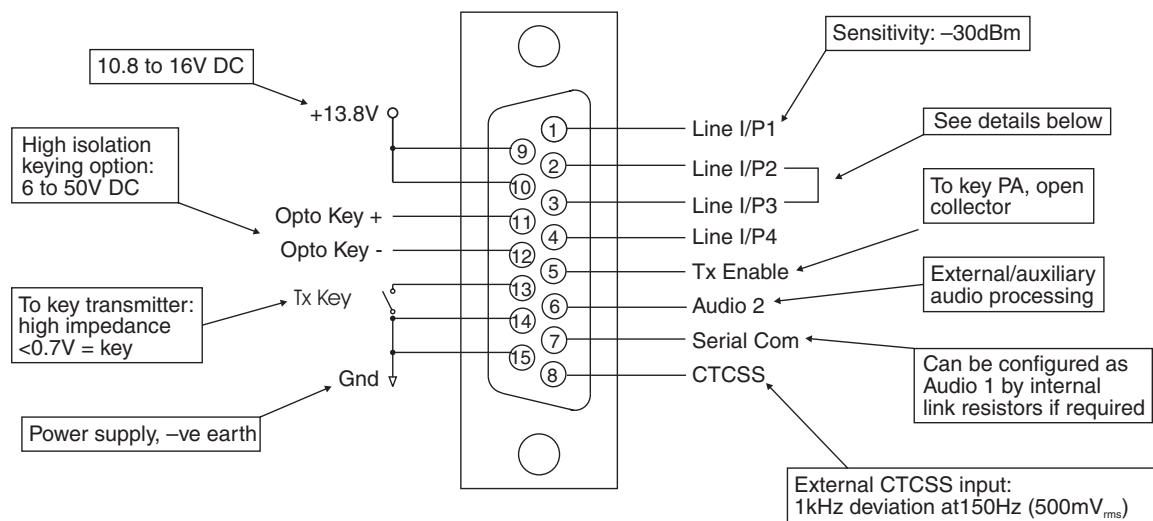 Sensitivity: –30dBm
10.8 to 16V DC
+13.8V
High isolation
keying option:
6 to 50V DC
Opto Key +
Opto Key -
To key transmitter:
high impedance
<0.7V = key
Tx Key
Gnd
Power supply, –ve earth
9
10
11
12
13
14
15
1
2
3
4
5
6
7
8
Line I/P1
Line I/P2
Line I/P3
Line I/P4
Tx Enable
Audio 2
Serial Com
CTCSS
See details below
To key PA, open
collector
External/auxiliary
audio processing
Can be configured as
Audio 1 by internal
link resistors if required
External CTCSS input:
1kHz deviation at150Hz (500mVrms)